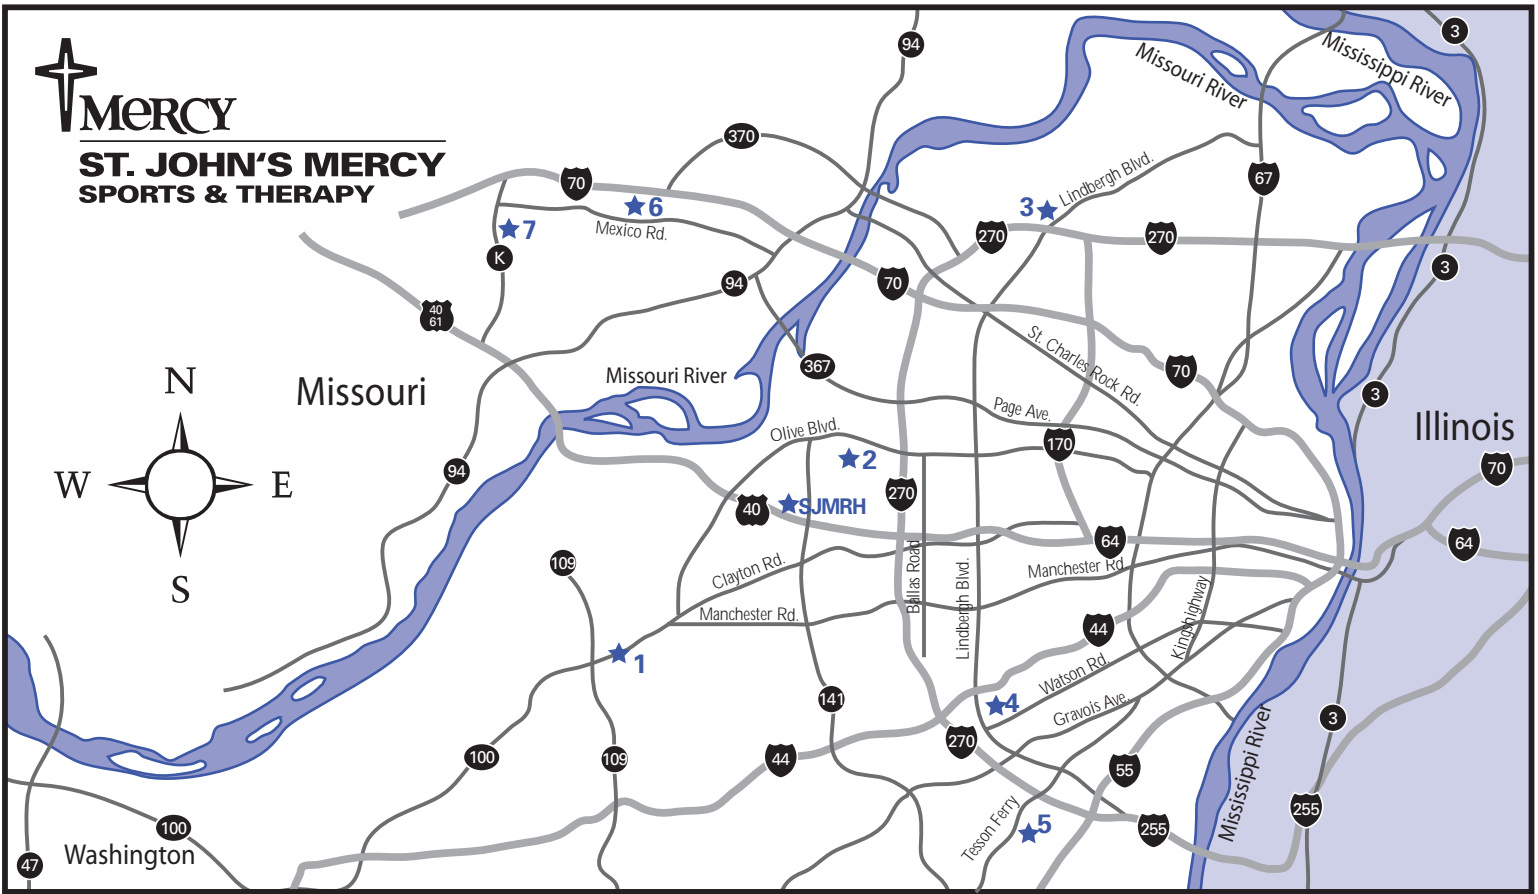 MERCY
ST. JOHN'S MERCY
SPORTS & THERAPY
94
3
Mississippi River
Missouri River
370
70
6
Mexico Rd.
7
K
67
Lindbergh Blvd.
3
270
270
3
94
70
40
61
St. Charles Rock Rd.
70
367
Missouri River
Missouri
3
Page Ave.
Illinois
N
W
E
S
Olive Blvd.
2
170
70
94
270
SJMRH
40
64
64
109
Clayton Rd.
Ballas Road
Lindbergh Blvd.
Manchester Rd.
Manchester Rd.
Kingshighway
44
1
Watson Rd.
141
4
Gravois Ave.
3
270
Mississippi River
100
109
44
55
255
Tesson Ferry
5
255
100
Washington
47